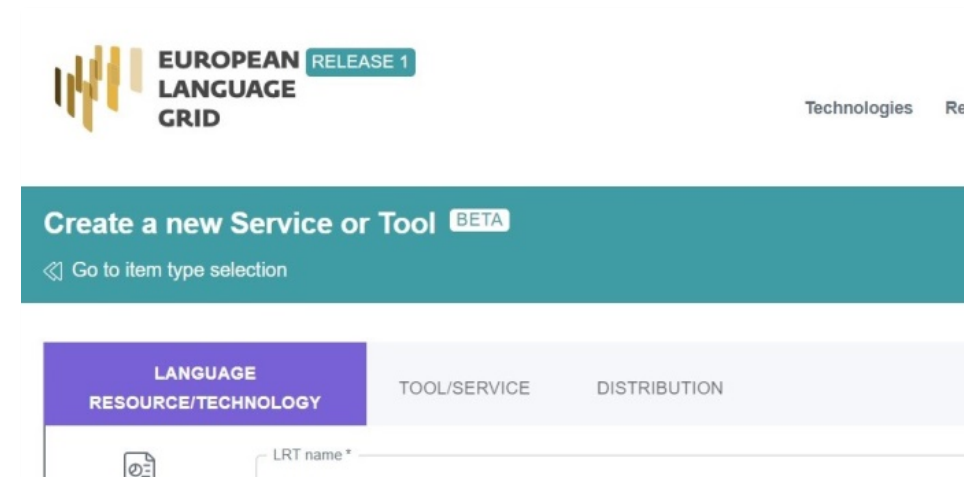 EUROPEAN RELEASE 1
LANGUAGE
GRID
Technologies Re
Create a new Service or Tool BETA
Go to item type selection
LANGUAGE
RESOURCE/TECHNOLOGY
TOOL/SERVICE
DISTRIBUTION
LRT name *